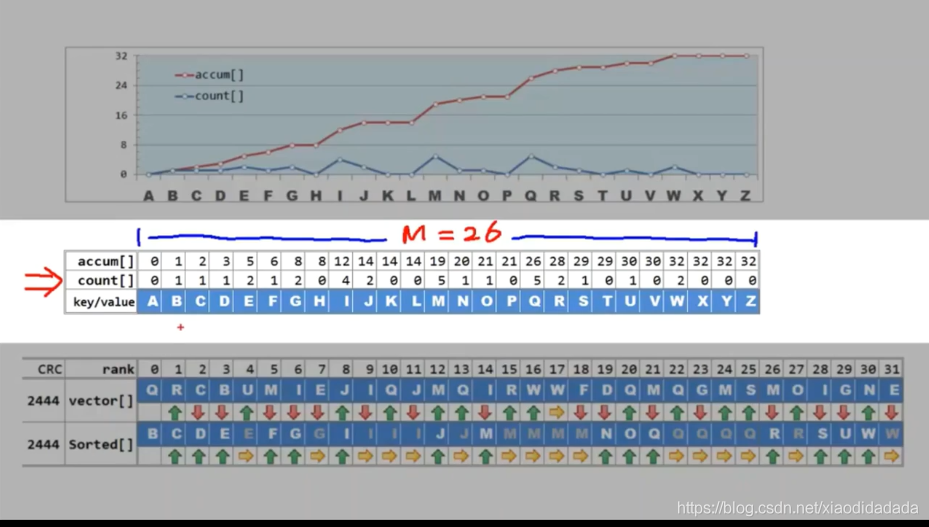 32
24
16
8
0
accum[]
count[]
A B C D E F G H I J K L M N O P Q R S T U V W X Y Z
M = 26
accum[] 0 1 2 3 5 6 8 8 12 14 14 14 19 20 21 21 26 28 29 29 30 30 32 32 32 32
count[] 0 1 1 1 2 1 2 0 4 2 0 0 5 1 1 0 5 2 1 0 1 0 2 0 0 0
key/value A B C D E F G H I J K L M N O P Q R S T U V W X Y Z
CRC rank 0 1 2 3 4 5 6 7 8 9 10 11 12 13 14 15 16 17 18 19 20 21 22 23 24 25 26 27 28 29 30 31
2444 vector[] Q R C B U M I E J I Q J M Q I R W W F D Q M Q G M S M O I G N E
2444 Sorted[] B C D E E F G G I I I I J J M M M M M N O Q Q Q Q Q R R S U W W
https://blog.csdn.net/xiaodidadada